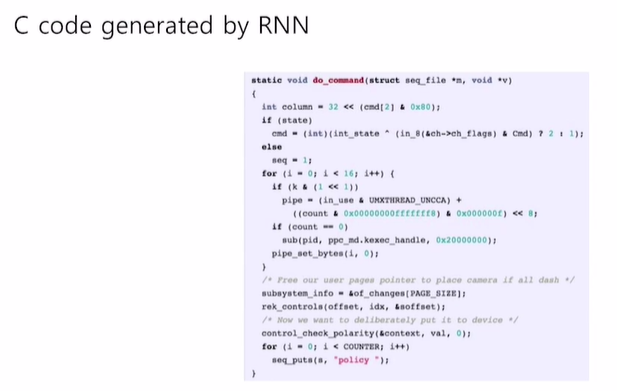 C code generated by RNN
static void do_command(struct seq_file *m, void *v)
{
int column = 32 << (cmd[2] & 0x80);
if (state)
cmd = (int)(int_state ^ (in_8(&ch->ch_flags) & Cmd) ? 2 : 1);
else
seq = 1;
for (i = 0; i < 16; i++) {
if (k & (1 << 1))
pipe = (in_use & UMXTHREAD_UNCCA) +
((count & 0x00000000fffffff8) & 0x000000f) << 8;
if (count == 0)
sub(pid, ppc_md.kexec_handle, 0x20000000);
pipe_set_bytes(i, 0);
}
/* Free our user pages pointer to place camera if all dash */
subsystem_info = &of_changes[PAGE_SIZE];
rek_controls(offset, idx, &soffset);
/* Now we want to deliberately put it to device */
control_check_polarity(&context, val, 0);
for (i = 0; i < COUNTER; i++)
seq_puts(s, "policy ");
}